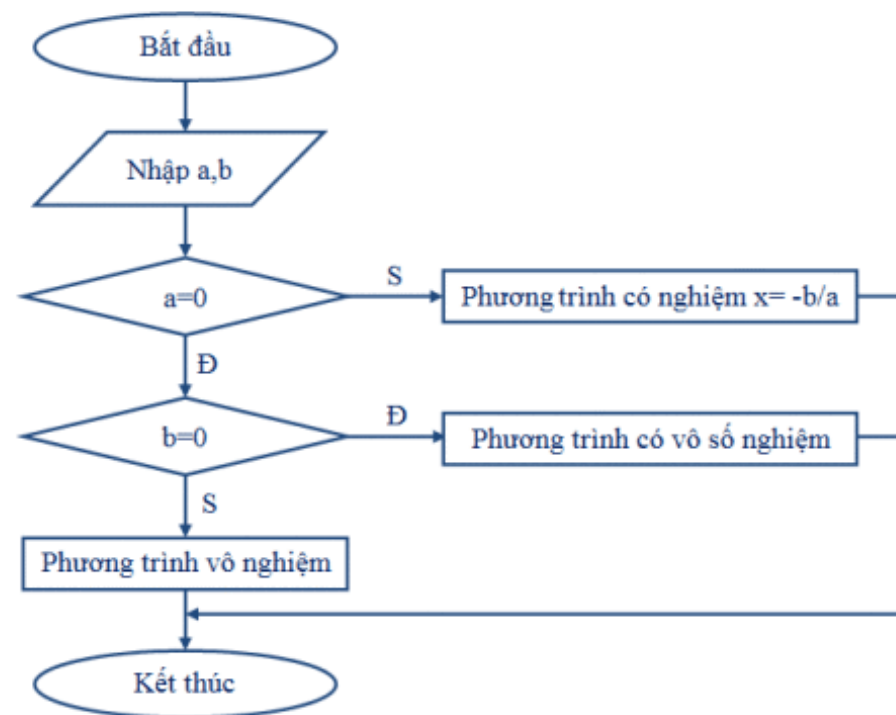 Bắt đầu
Nhập a,b
a=0
S
Phương trình có nghiệm x= -b/a
Đ
b=0
Đ
Phương trình có vô số nghiệm
S
Phương trình vô nghiệm
Kết thúc